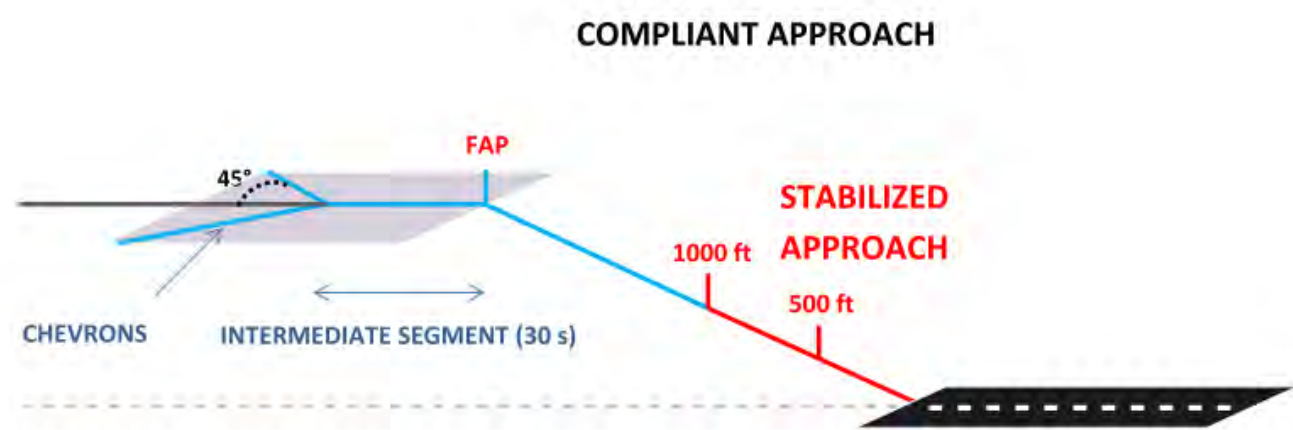 COMPLIANT APPROACH
FAP
45°
STABILIZED
APPROACH
1000 ft
500 ft
CHEVRONS
INTERMEDIATE SEGMENT (30 s)